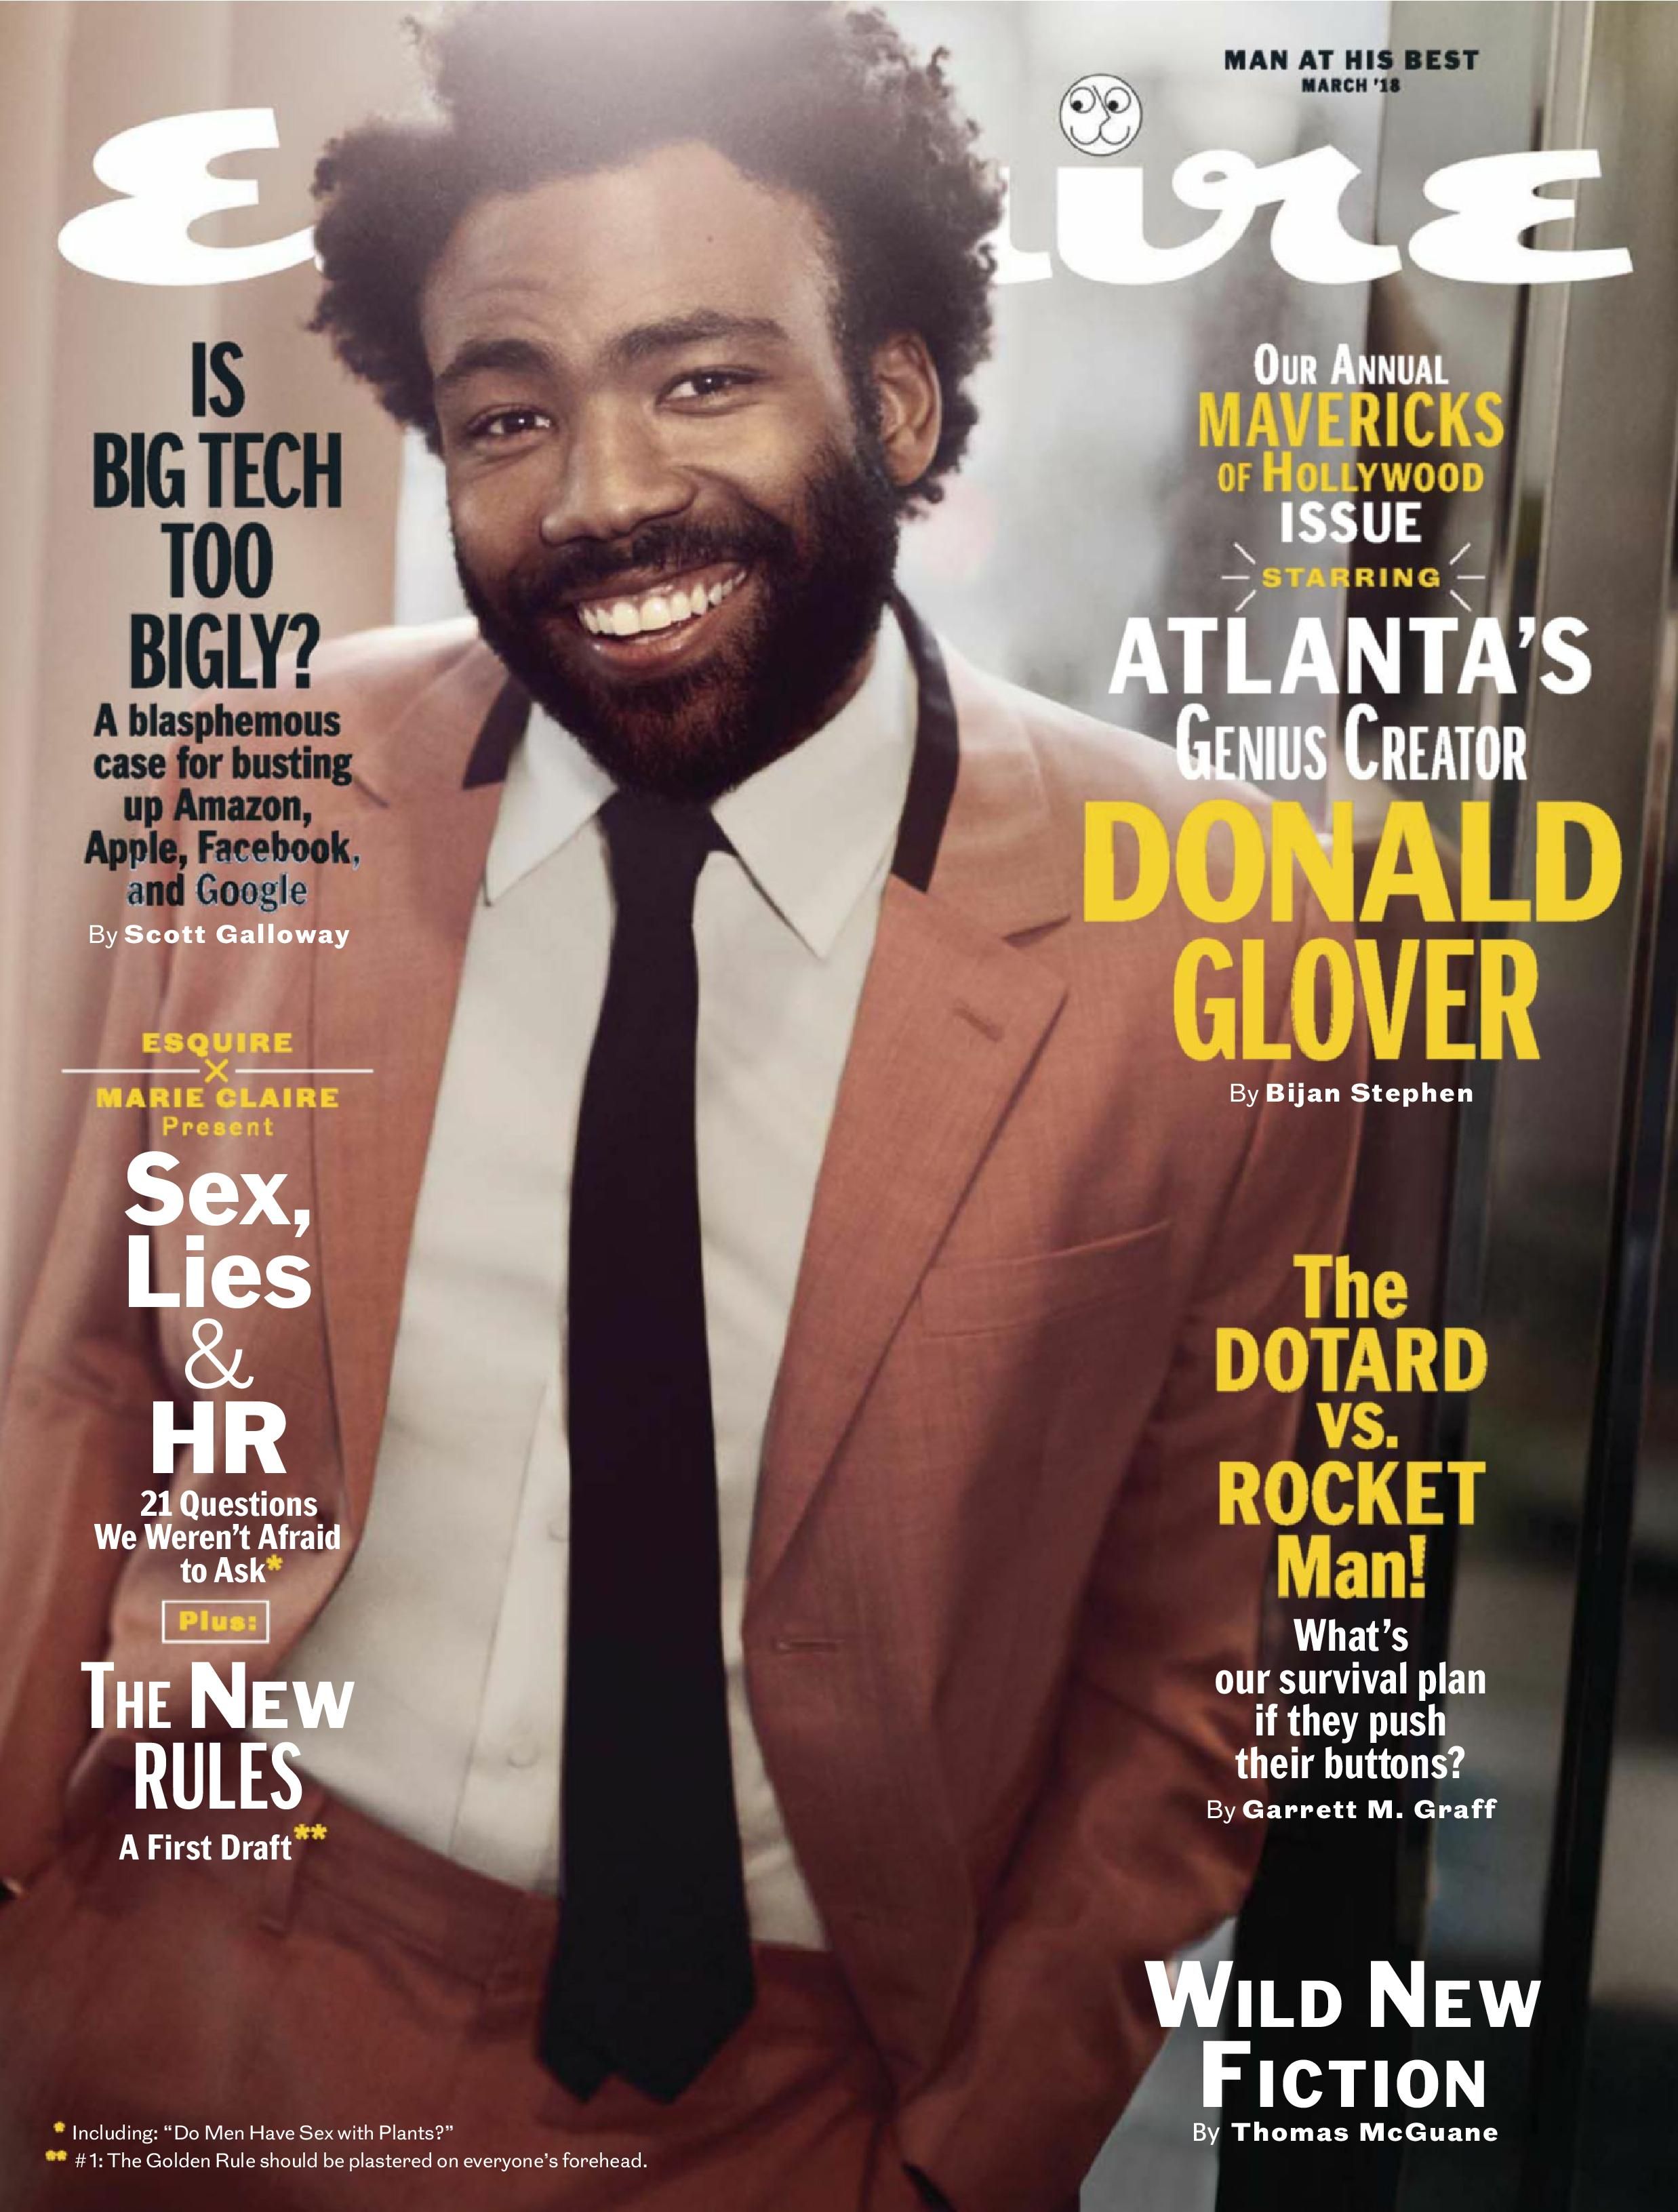 MAN AT HIS BEST
MARCH '18
Esquire
IS
BIG TECH
TOO
BIGLY?
A blasphemous
case for busting
up Amazon,
Apple, Facebook,
and Google
By Scott Galloway
ESQUIRE
X
MARIE CLAIRE
Present
Sex,
Lies
&
HR
21 Questions
We Weren't Afraid
to Ask*
Plus:
THE NEW
RULES
A First Draft**
OUR ANNUAL
MAVERICKS
OF HOLLYWOOD
ISSUE
STARRING
ATLANTA'S
GENIUS CREATOR
DONALD
GLOVER
By Bijan Stephen
The
DOTARD
VS.
ROCKET
Man!
What's
our survival plan
if they push
their buttons?
By Garrett M. Graff
WILD NEW
FICTION
By Thomas McGuane
* Including: “Do Men Have Sex with Plants?”
** #1: The Golden Rule should be plastered on everyone's forehead.